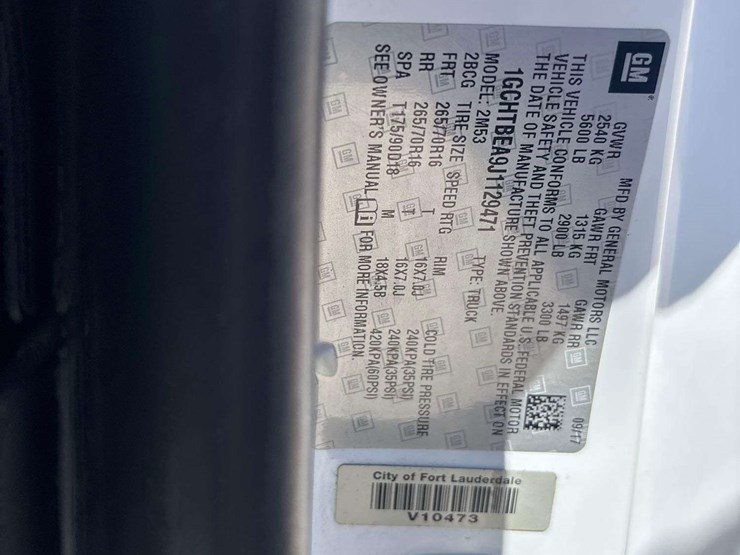 GM
MFD BY GENERAL MOTORS LLC 09/17
GVWR GAWR FRT GAWR RR
2540 KG 1315 KG 1497 KG
5600 LB 2900 LB 3300 LB
THIS VEHICLE CONFORMS TO ALL APPLICABLE U.S. FEDERAL MOTOR
VEHICLE SAFETY AND THEFT PREVENTION STANDARDS IN EFFECT ON
THE DATE OF MANUFACTURE SHOWN ABOVE.
1GCHTBEA9J1129471 TYPE: TRUCK
MODEL: 2M53
2BCG TIRE SIZE SPEED RTG RIM COLD TIRE PRESSURE
FRT 265/70R16 T 16X7.0J 240KPA(35PSI)
RR 265/70R16 T 16X7.0J 240KPA(35PSI)
SPA T175/90D18 M 18X4.5B 420KPA(60PSI)
SEE OWNER'S MANUAL i FOR MORE INFORMATION.
City of Fort Lauderdale
V10473